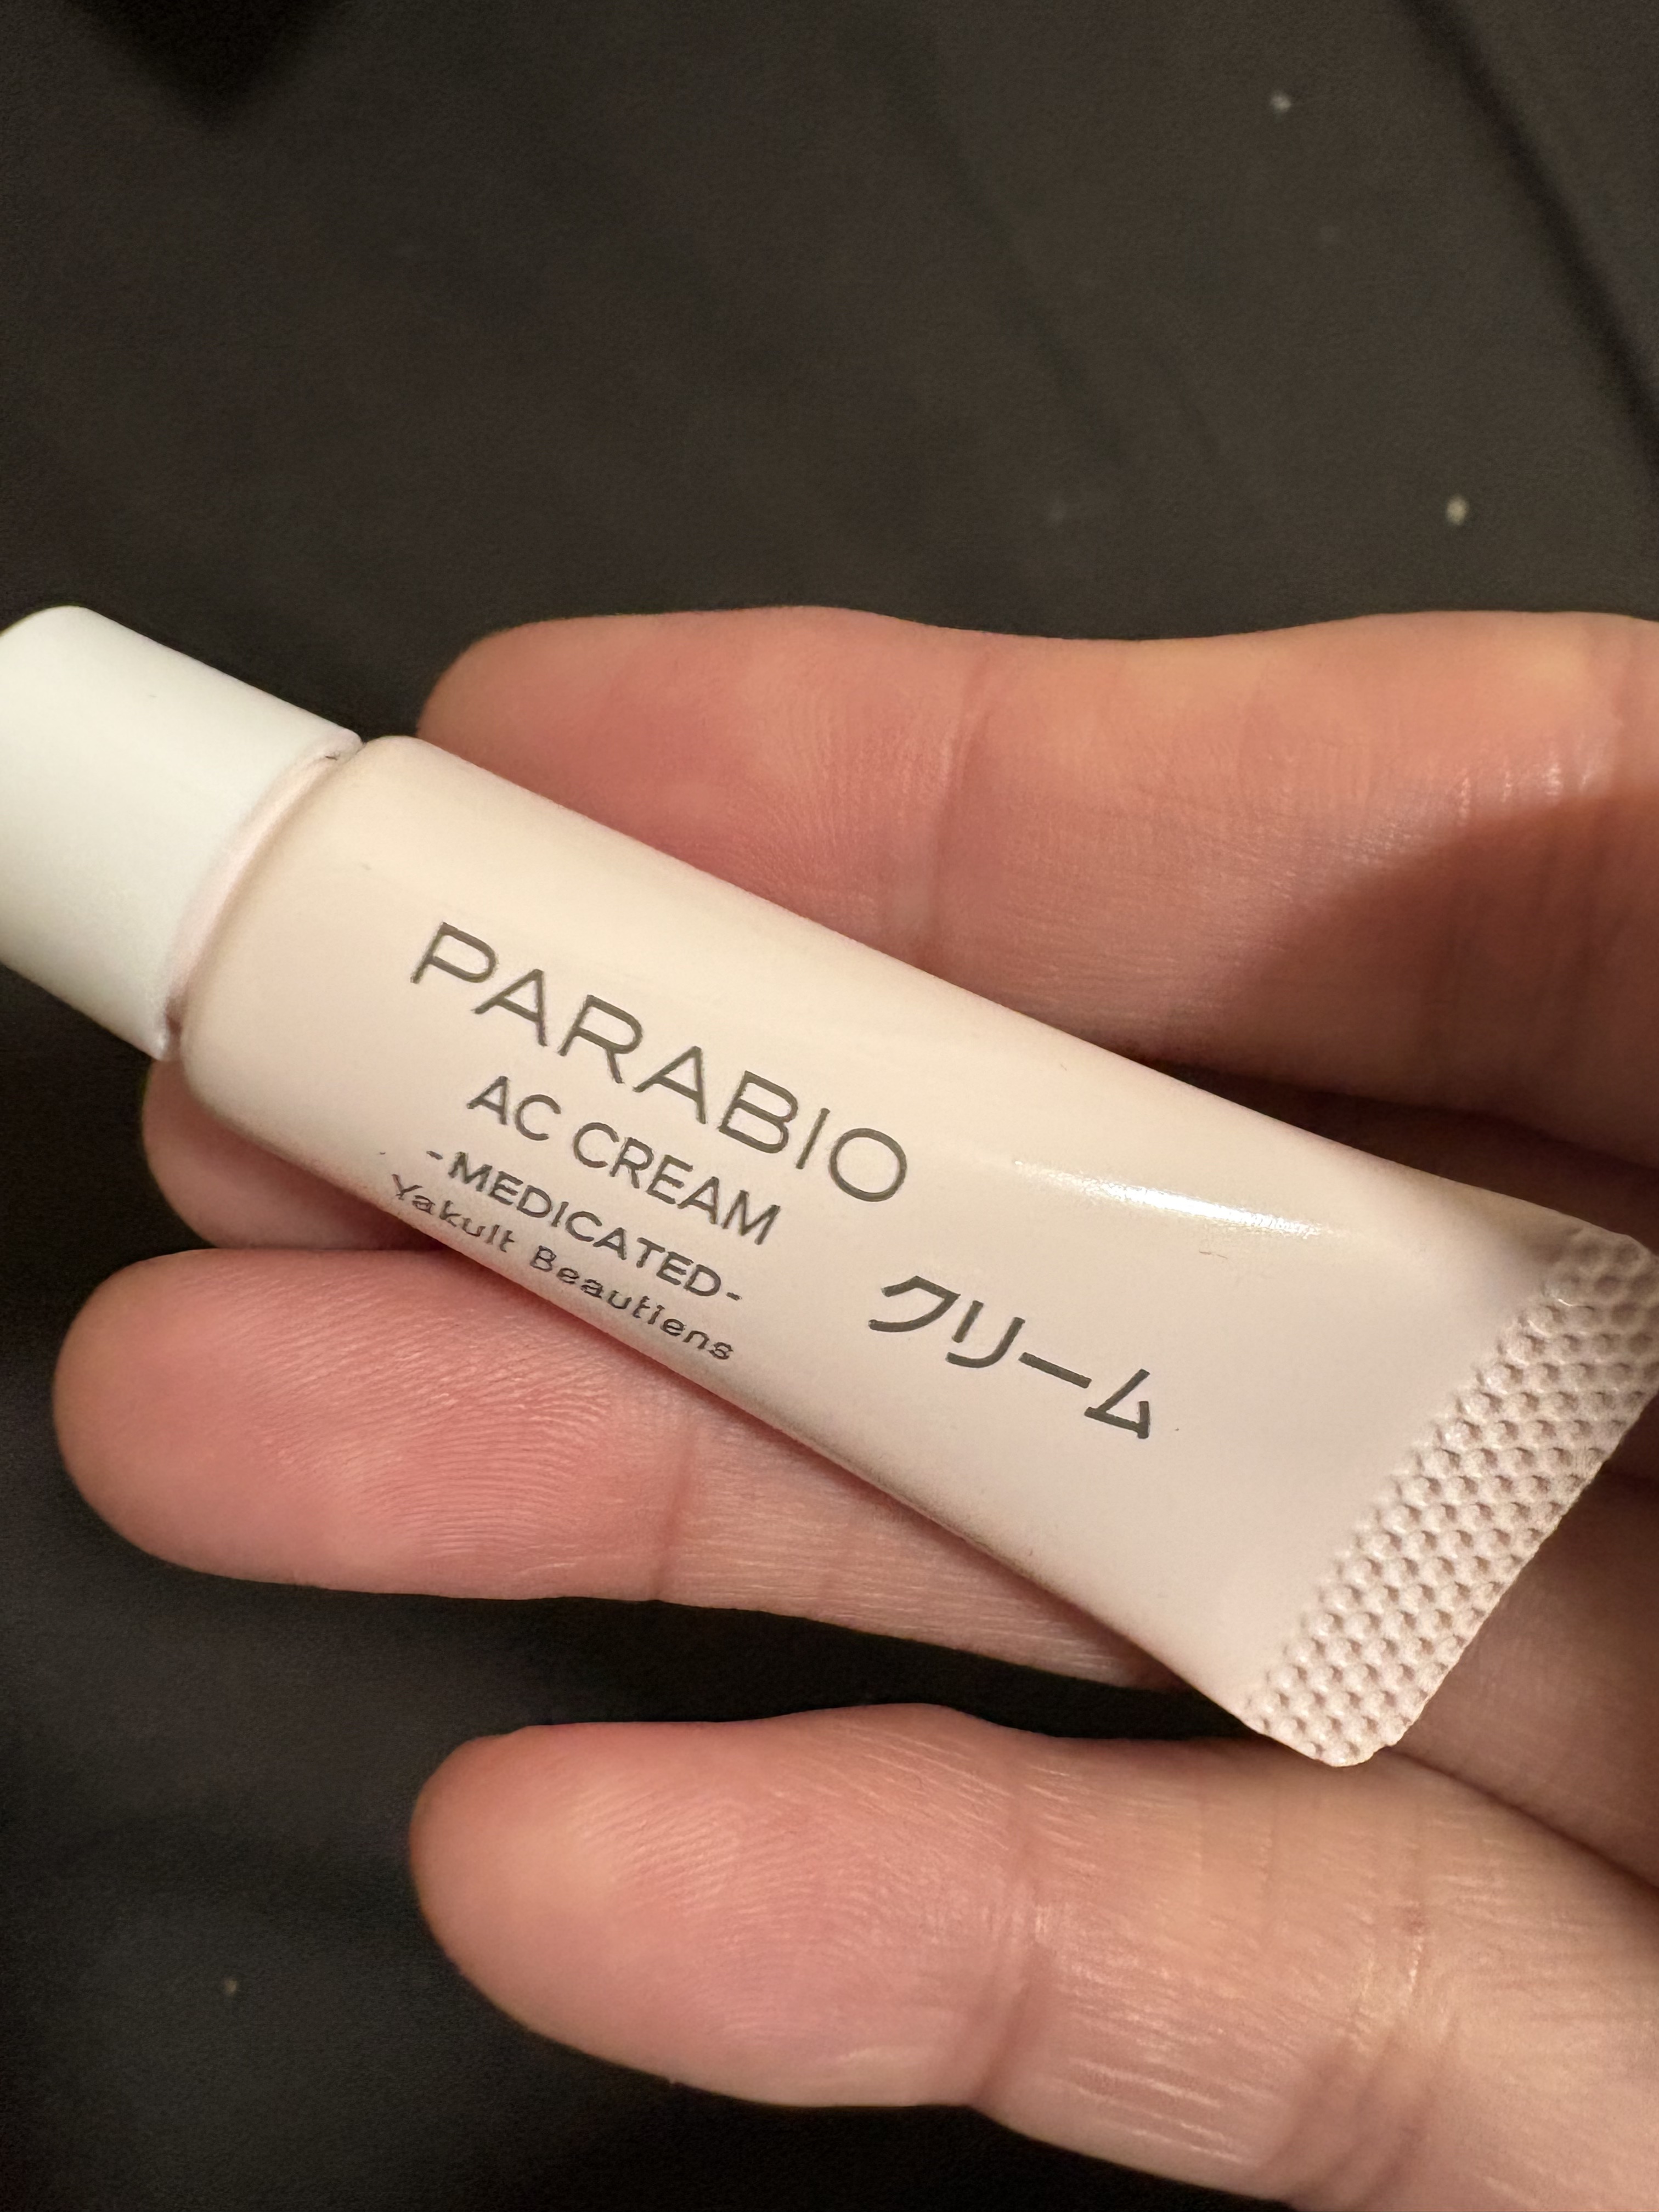 PARABIO
AC CREAM
-MEDICATED-
Yakult Beautiens
クリーム